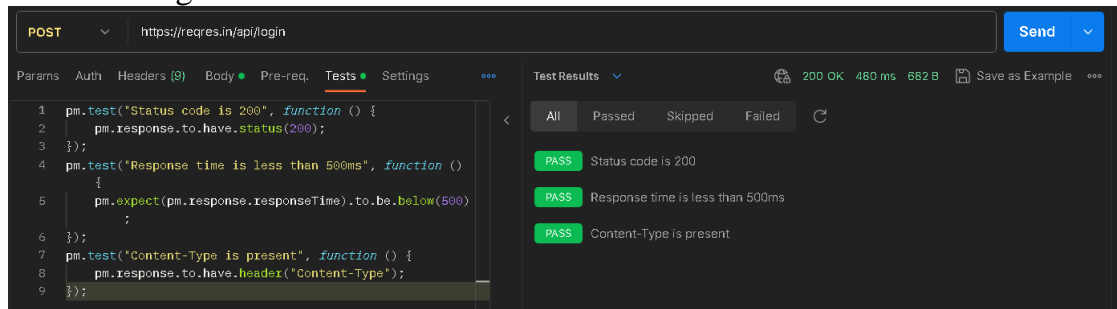 POST https://reqres.in/api/login Send
Params Auth Headers (9) Body Pre-req. Tests Settings
1 pm.test("Status code is 200", function () {
2 pm.response.to.have.status(200);
3 });
4 pm.test("Response time is less than 500ms", function ()
{
5 pm.expect(pm.response.responseTime).to.be.below(500)
;
6 });
7 pm.test("Content-Type is present", function () {
8 pm.response.to.have.header("Content-Type");
9 });
Test Results 200 OK 480 ms 682 B Save as Example
All Passed Skipped Failed
PASS Status code is 200
PASS Response time is less than 500ms
PASS Content-Type is present